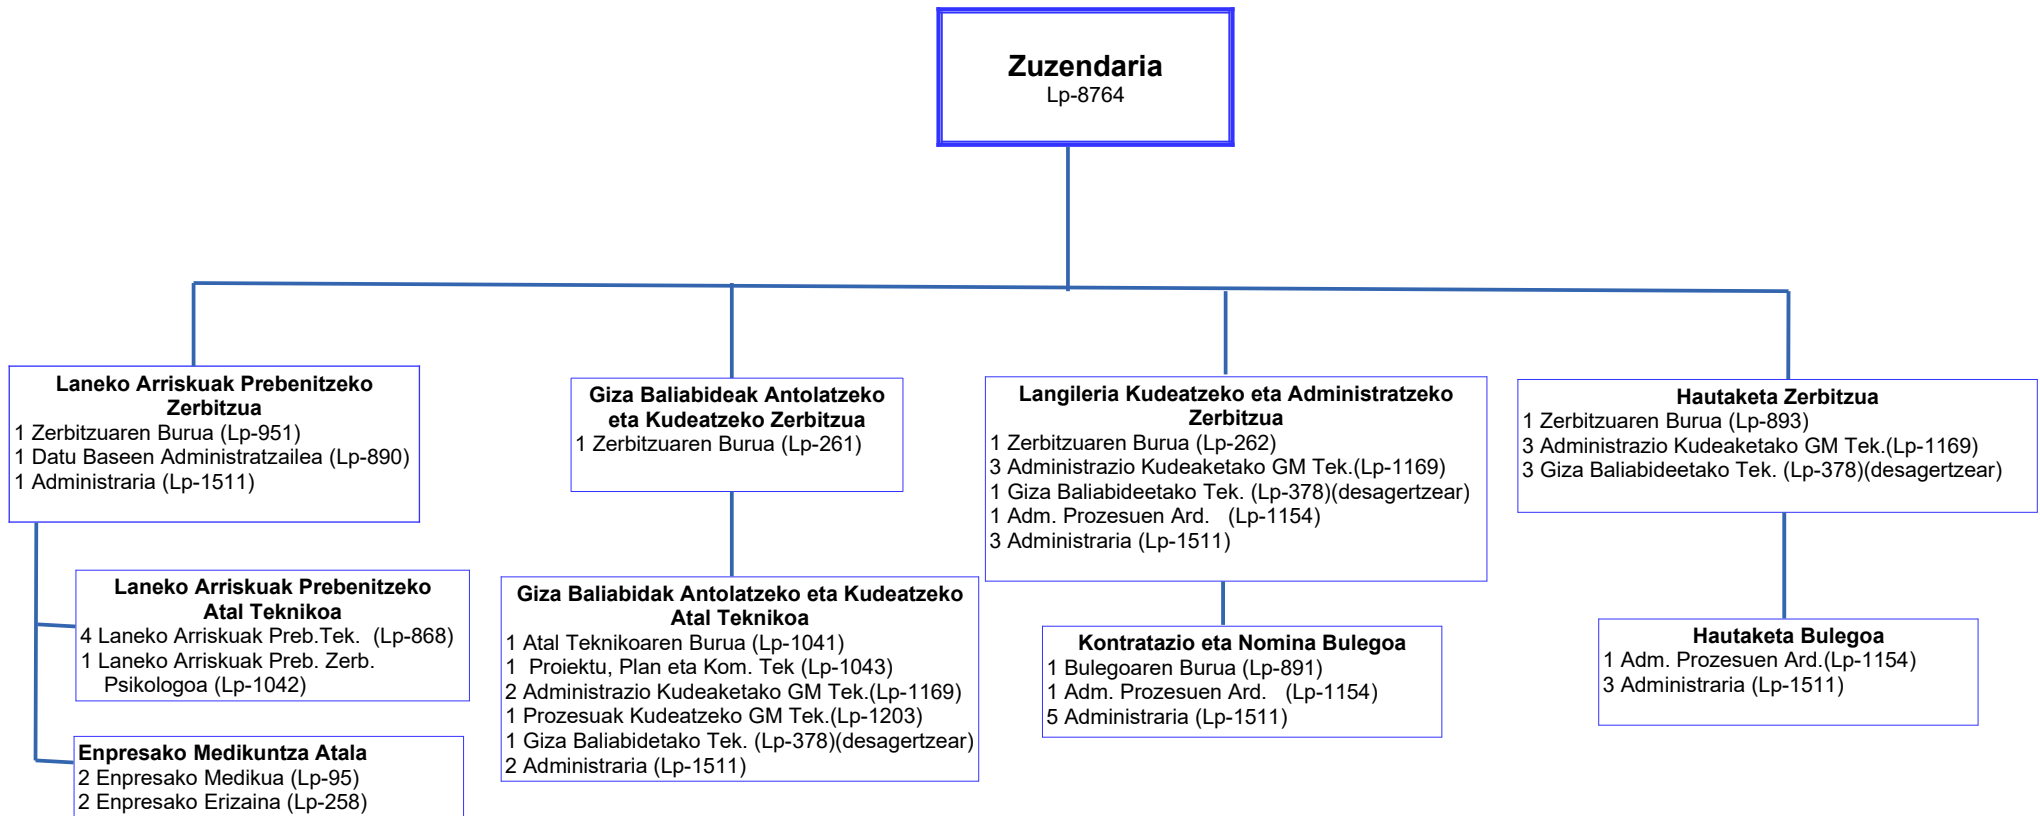 Zuzendaria
Lp-8764
Laneko Arriskuak Prebenitzeko
Zerbitzua
1 Zerbitzuaren Burua (Lp-951)
1 Datu Baseen Administratzailea (Lp-890)
1 Administraria (Lp-1511)
Laneko Arriskuak Prebenitzeko
Atal Teknikoa
4 Laneko Arriskuak Preb.Tek. (Lp-868)
1 Laneko Arriskuak Preb. Zerb.
Psikologoa (Lp-1042)
Enpresako Medikuntza Atala
2 Enpresako Medikua (Lp-95)
2 Enpresako Erizaina (Lp-258)
Giza Baliabideak Antolatzeko
eta Kudeatzeko Zerbitzua
1 Zerbitzuaren Burua (Lp-261)
Giza Baliabidak Antolatzeko eta Kudeatzeko
Atal Teknikoa
1 Atal Teknikoaren Burua (Lp-1041)
1 Proiektu, Plan eta Kom. Tek (Lp-1043)
2 Administrazio Kudeaketako GM Tek.(Lp-1169)
1 Prozesuak Kudeatzeko GM Tek.(Lp-1203)
1 Giza Baliabidetako Tek. (Lp-378)(desagertzear)
2 Administraria (Lp-1511)
Langileria Kudeatzeko eta Administratzeko
Zerbitzua
1 Zerbitzuaren Burua (Lp-262)
3 Administrazio Kudeaketako GM Tek.(Lp-1169)
1 Giza Baliabideetako Tek. (Lp-378)(desagertzear)
1 Adm. Prozesuen Ard. (Lp-1154)
3 Administraria (Lp-1511)
Kontratazio eta Nomina Bulegoa
1 Bulegoaren Burua (Lp-891)
1 Adm. Prozesuen Ard. (Lp-1154)
5 Administraria (Lp-1511)
Hautaketa Zerbitzua
1 Zerbitzuaren Burua (Lp-893)
3 Administrazio Kudeaketako GM Tek.(Lp-1169)
3 Giza Baliabideetako Tek. (Lp-378)(desagertzear)
Hautaketa Bulegoa
1 Adm. Prozesuen Ard.(Lp-1154)
3 Administraria (Lp-1511)